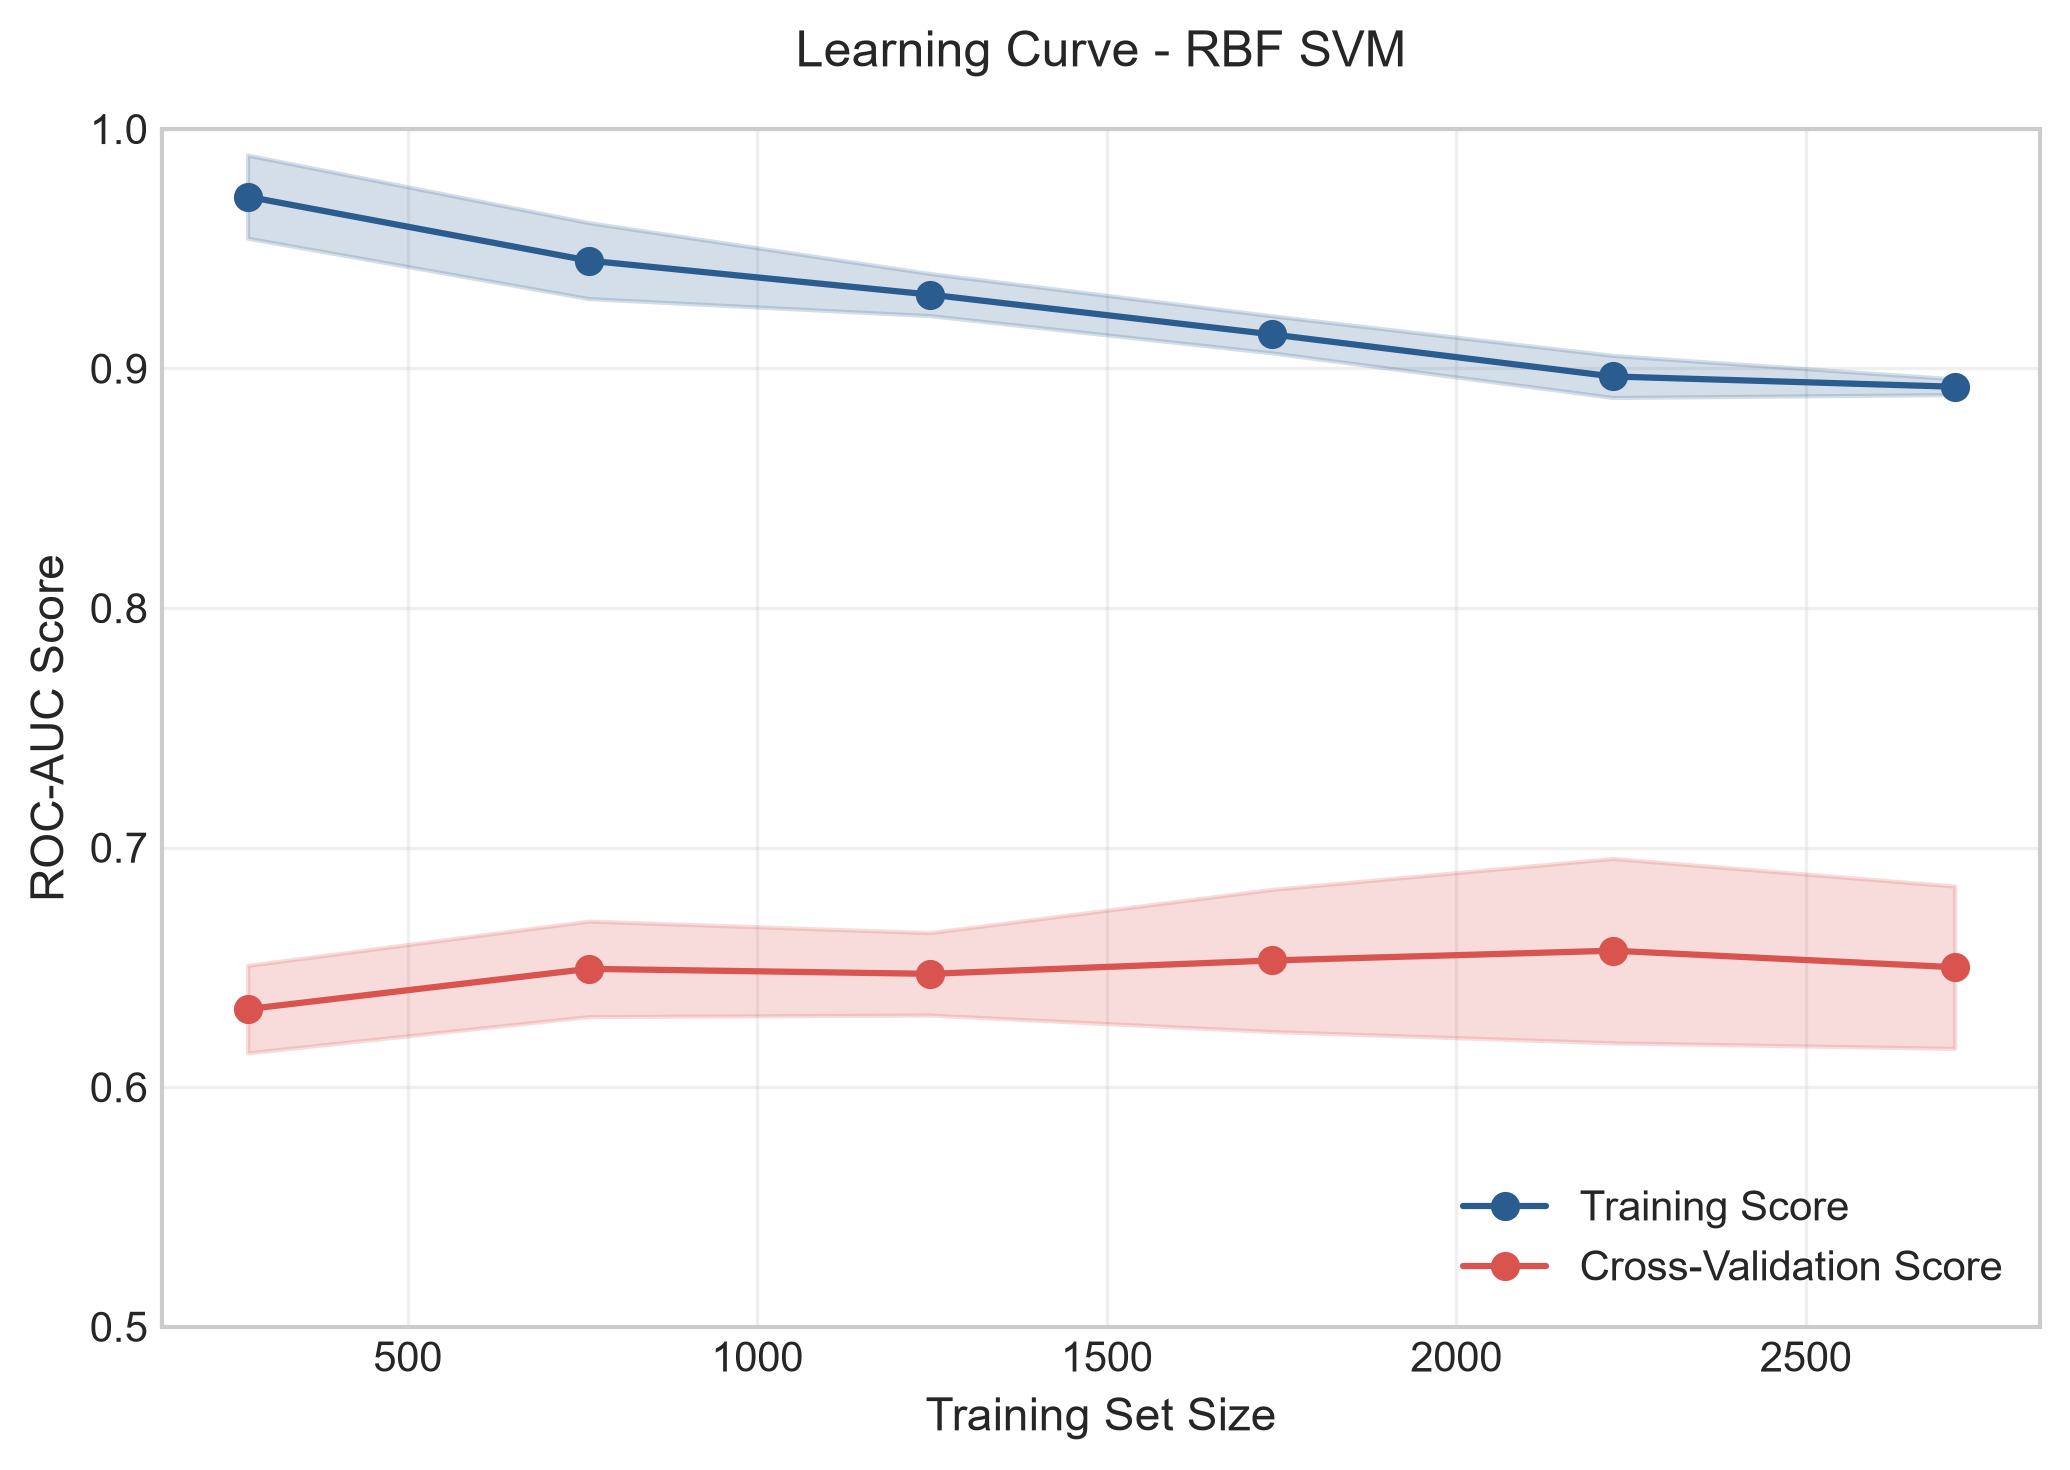 Learning Curve - RBF SVM
1.0
0.9
0.8
0.7
0.6
0.5
ROC-AUC Score
500 1000 1500 2000 2500
Training Set Size
Training Score
Cross-Validation Score